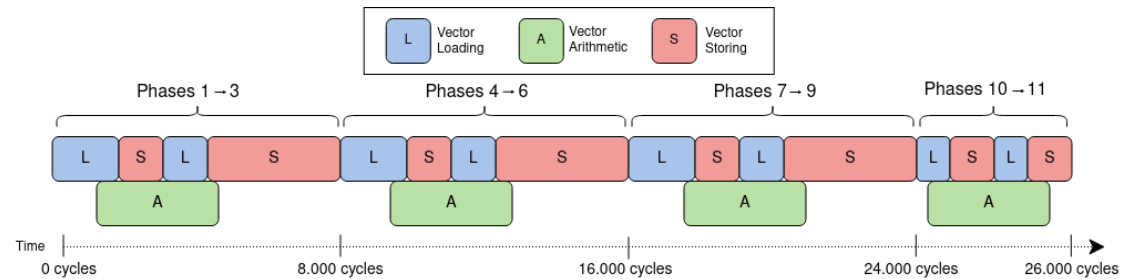 L
Vector
Loading
A
Vector
Arithmetic
S
Vector
Storing
Phases 1→3
Phases 4→6
Phases 7→9
Phases 10→11
L S L S L S L S L S L S L S L S
A A A A
Time
0 cycles 8.000 cycles 16.000 cycles 24.000 cycles 26.000 cycles